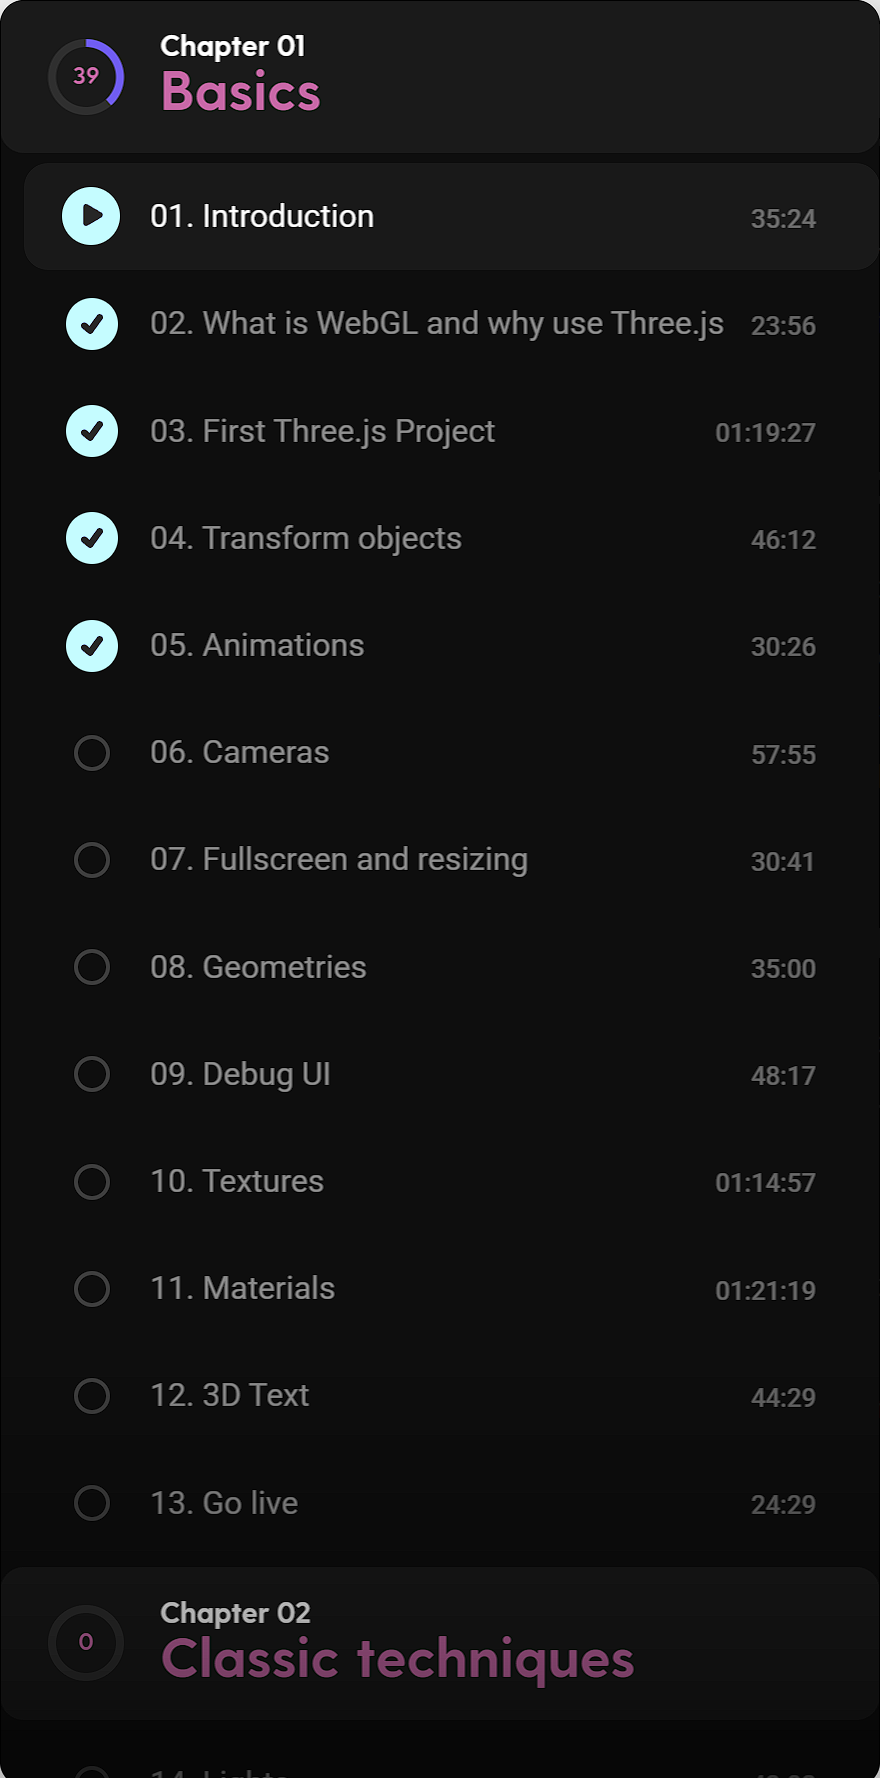 39
Chapter 01
Basics
01. Introduction 35:24
02. What is WebGL and why use Three.js 23:56
03. First Three.js Project 01:19:27
04. Transform objects 46:12
05. Animations 30:26
06. Cameras 57:55
07. Fullscreen and resizing 30:41
08. Geometries 35:00
09. Debug UI 48:17
10. Textures 01:14:57
11. Materials 01:21:19
12. 3D Text 44:29
13. Go live 24:29
0
Chapter 02
Classic techniques
14. Lights